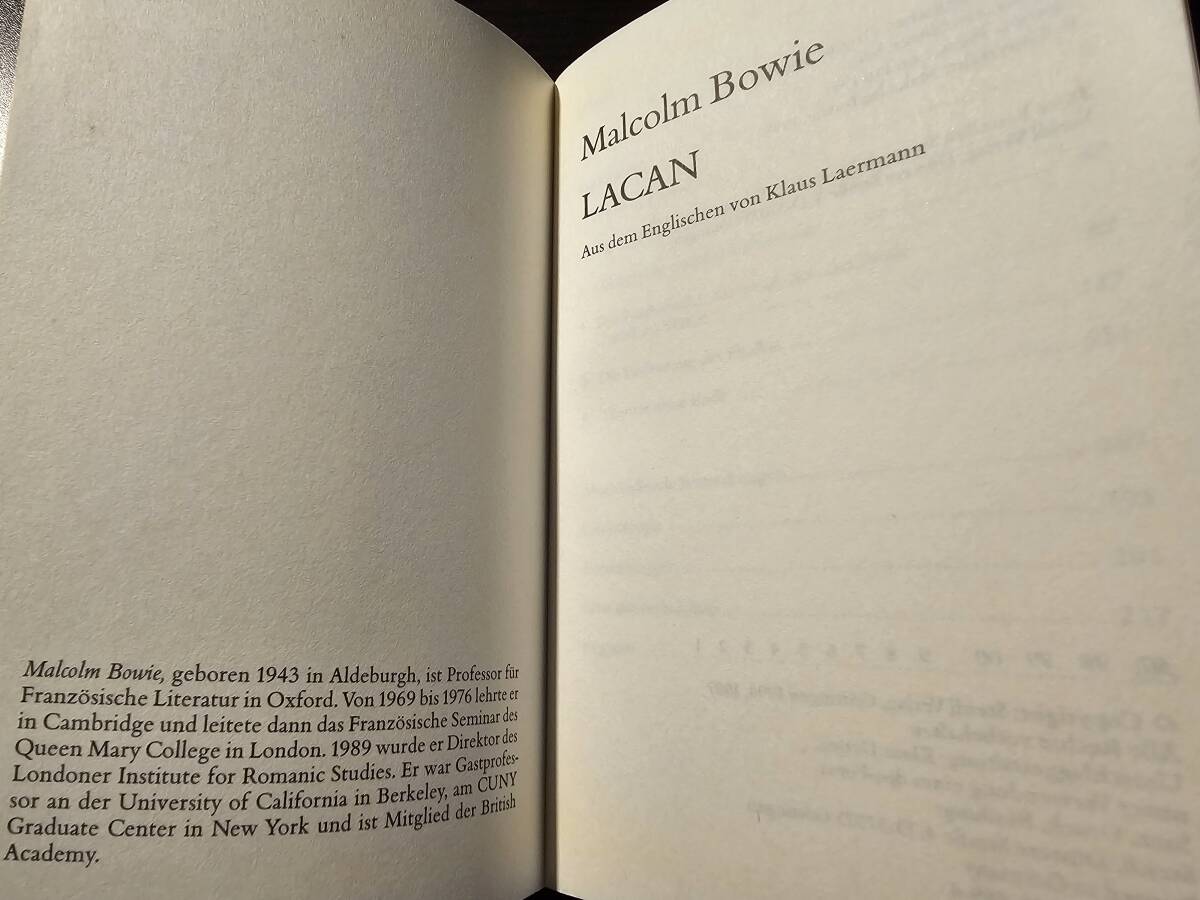 Malcolm Bowie, geboren 1943 in Aldeburgh, ist Professor für
Französische Literatur in Oxford. Von 1969 bis 1976 lehrte er
in Cambridge und leitete dann das Französische Seminar des
Queen Mary College in London. 1989 wurde er Direktor des
Londoner Institute for Romanic Studies. Er war Gastprofes-
sor an der University of California in Berkeley, am CUNY
Graduate Center in New York und ist Mitglied der British
Academy.
Malcolm Bowie
LACAN
Aus dem Englischen von Klaus Laermann